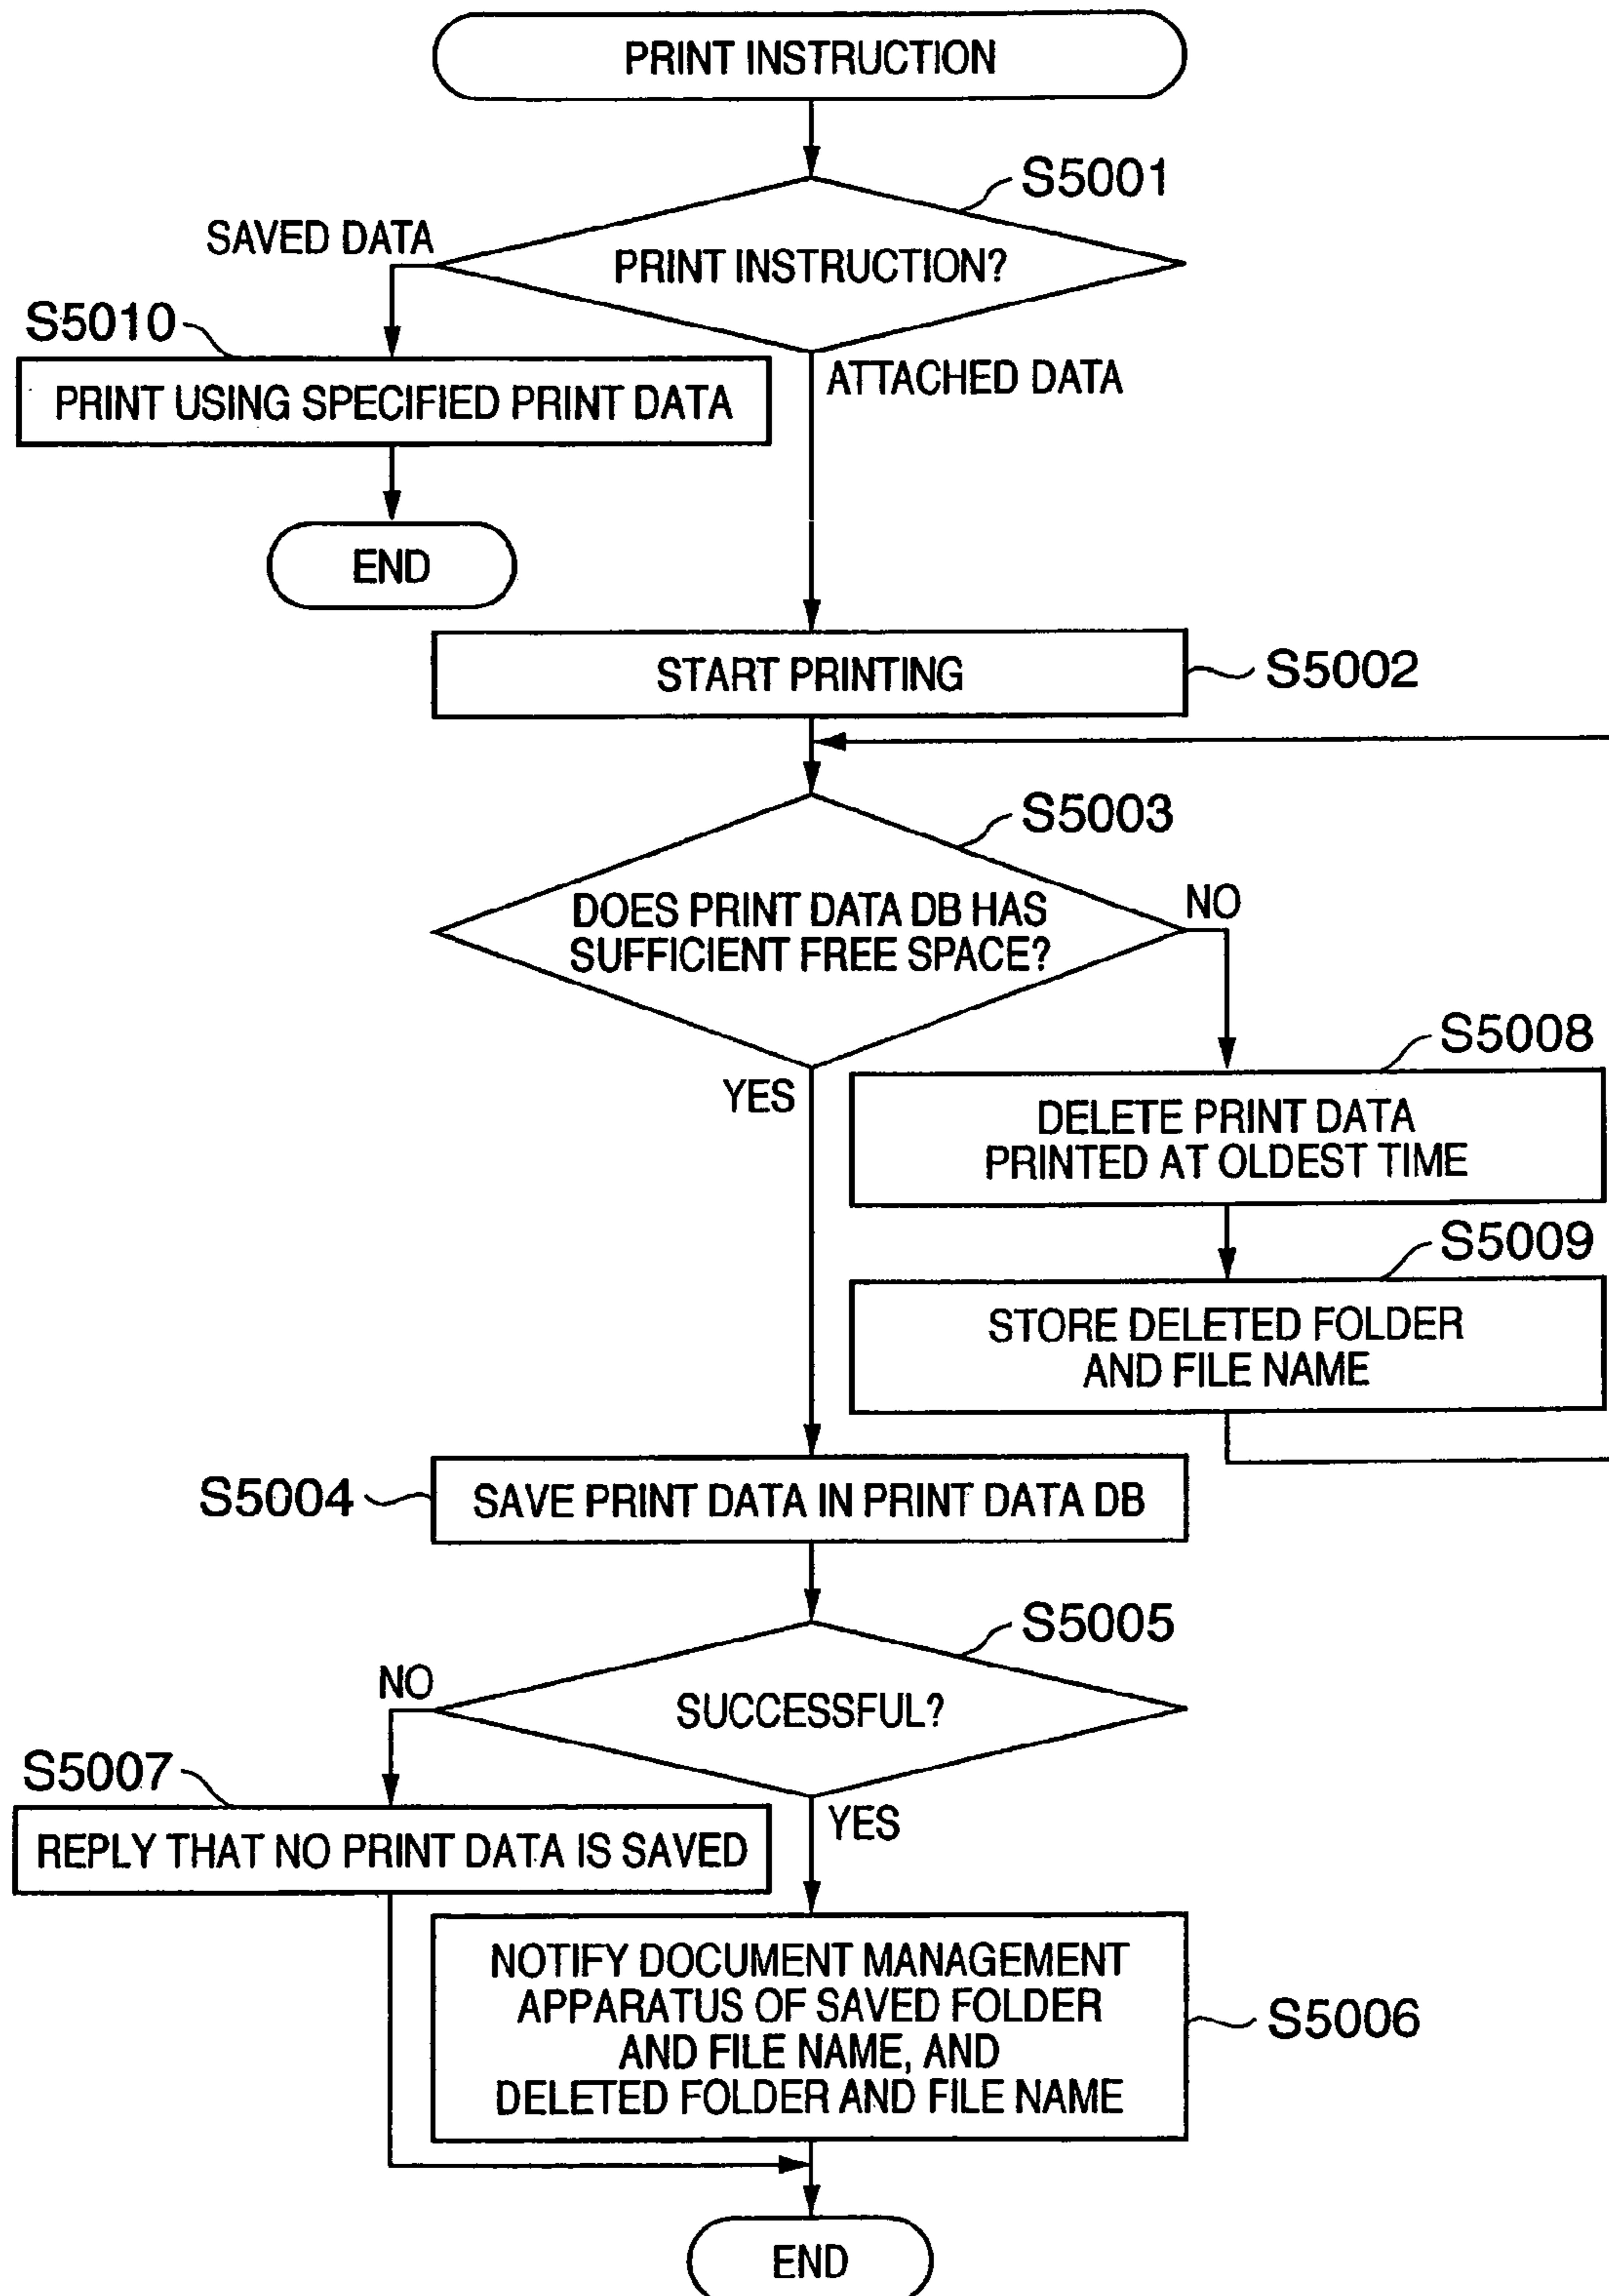 PRINT INSTRUCTION
S5001
SAVED DATA
PRINT INSTRUCTION?
S5010
ATTACHED DATA
PRINT USING SPECIFIED PRINT DATA
END
START PRINTING
S5002
S5003
DOES PRINT DATA DB HAS
SUFFICIENT FREE SPACE?
NO
S5008
YES
DELETE PRINT DATA
PRINTED AT OLDEST TIME
S5009
STORE DELETED FOLDER
AND FILE NAME
S5004
SAVE PRINT DATA IN PRINT DATA DB
S5005
NO
SUCCESSFUL?
S5007
YES
REPLY THAT NO PRINT DATA IS SAVED
NOTIFY DOCUMENT MANAGEMENT
APPARATUS OF SAVED FOLDER
AND FILE NAME, AND
DELETED FOLDER AND FILE NAME
S5006
END